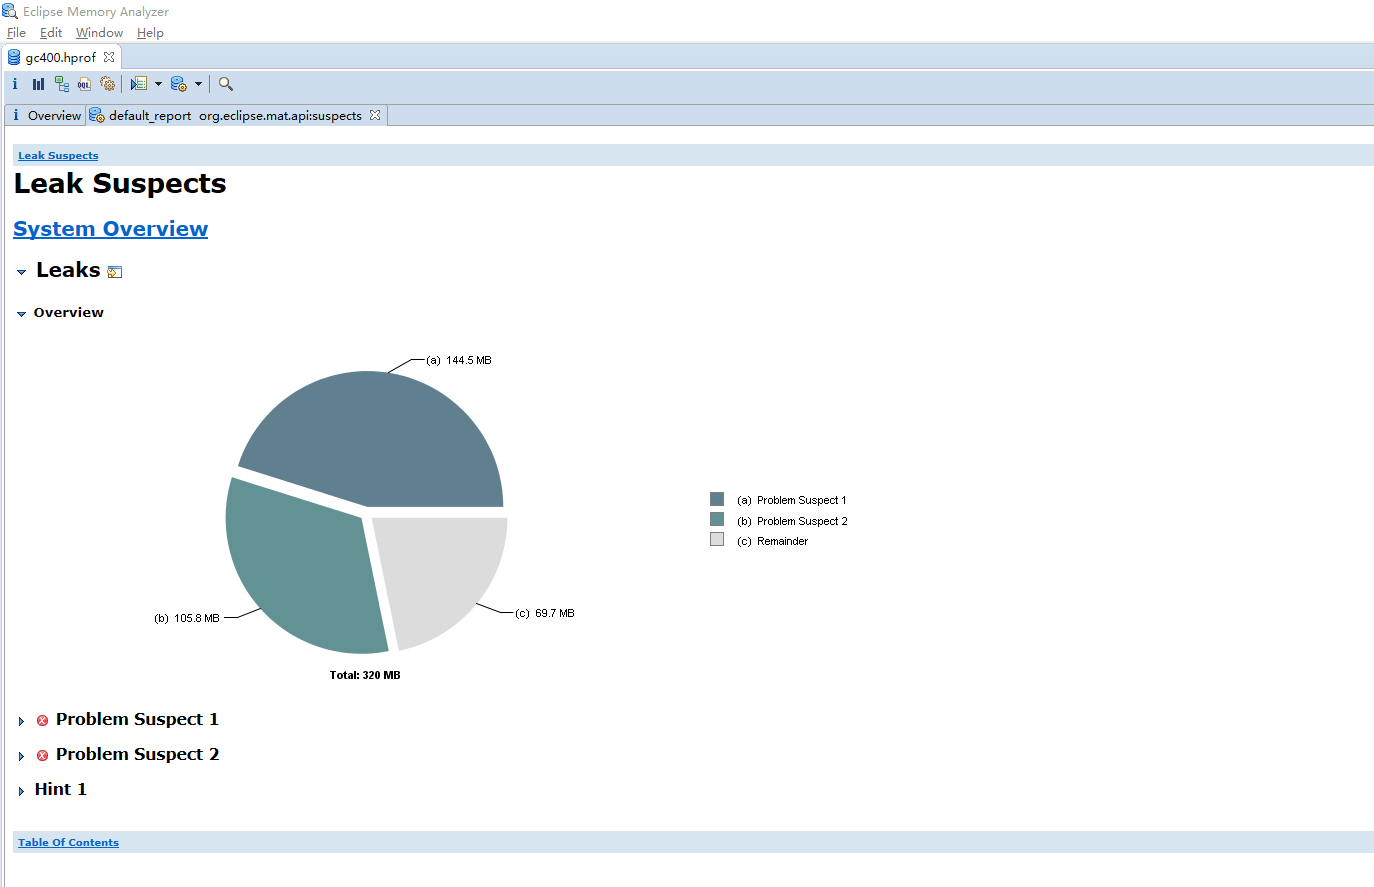 Eclipse Memory Analyzer
File Edit Window Help
gc400.hprof
i OQL
i Overview default_report org.eclipse.mat.api:suspects
Leak Suspects
Leak Suspects
System Overview
Leaks
Overview
(a) 144.5 MB
(b) 105.8 MB
(c) 69.7 MB
Total: 320 MB
(a) Problem Suspect 1
(b) Problem Suspect 2
(c) Remainder
Problem Suspect 1
Problem Suspect 2
Hint 1
Table Of Contents